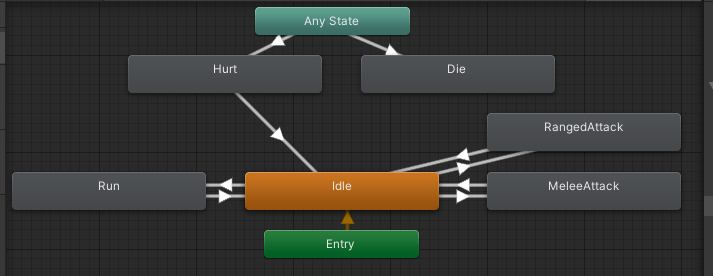 Any State
Hurt
Die
RangedAttack
Run
Idle
MeleeAttack
Entry